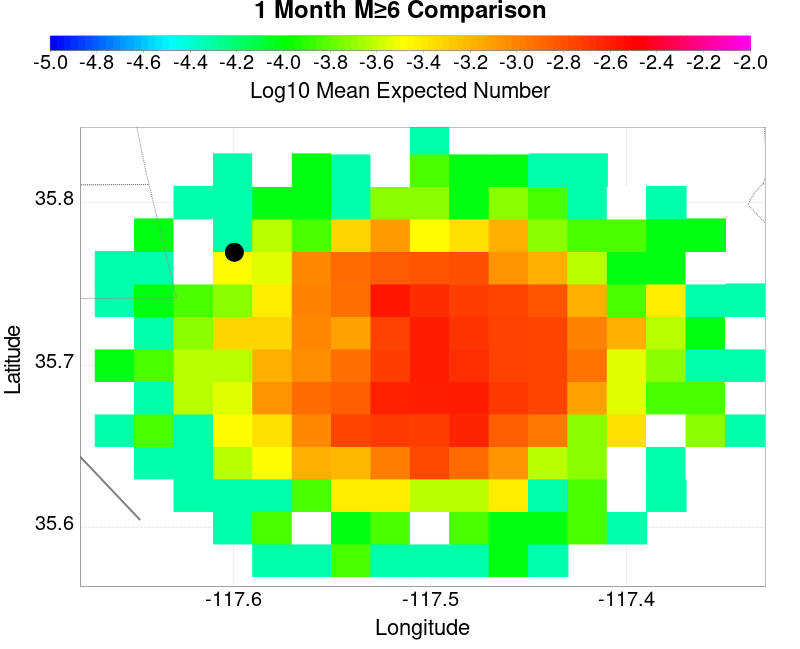 1 Month M≥6 Comparison
-5.0 -4.8 -4.6 -4.4 -4.2 -4.0 -3.8 -3.6 -3.4 -3.2 -3.0 -2.8 -2.6 -2.4 -2.2 -2.0
Log10 Mean Expected Number
35.8
35.7
35.6
Latitude
-117.6 -117.5 -117.4
Longitude